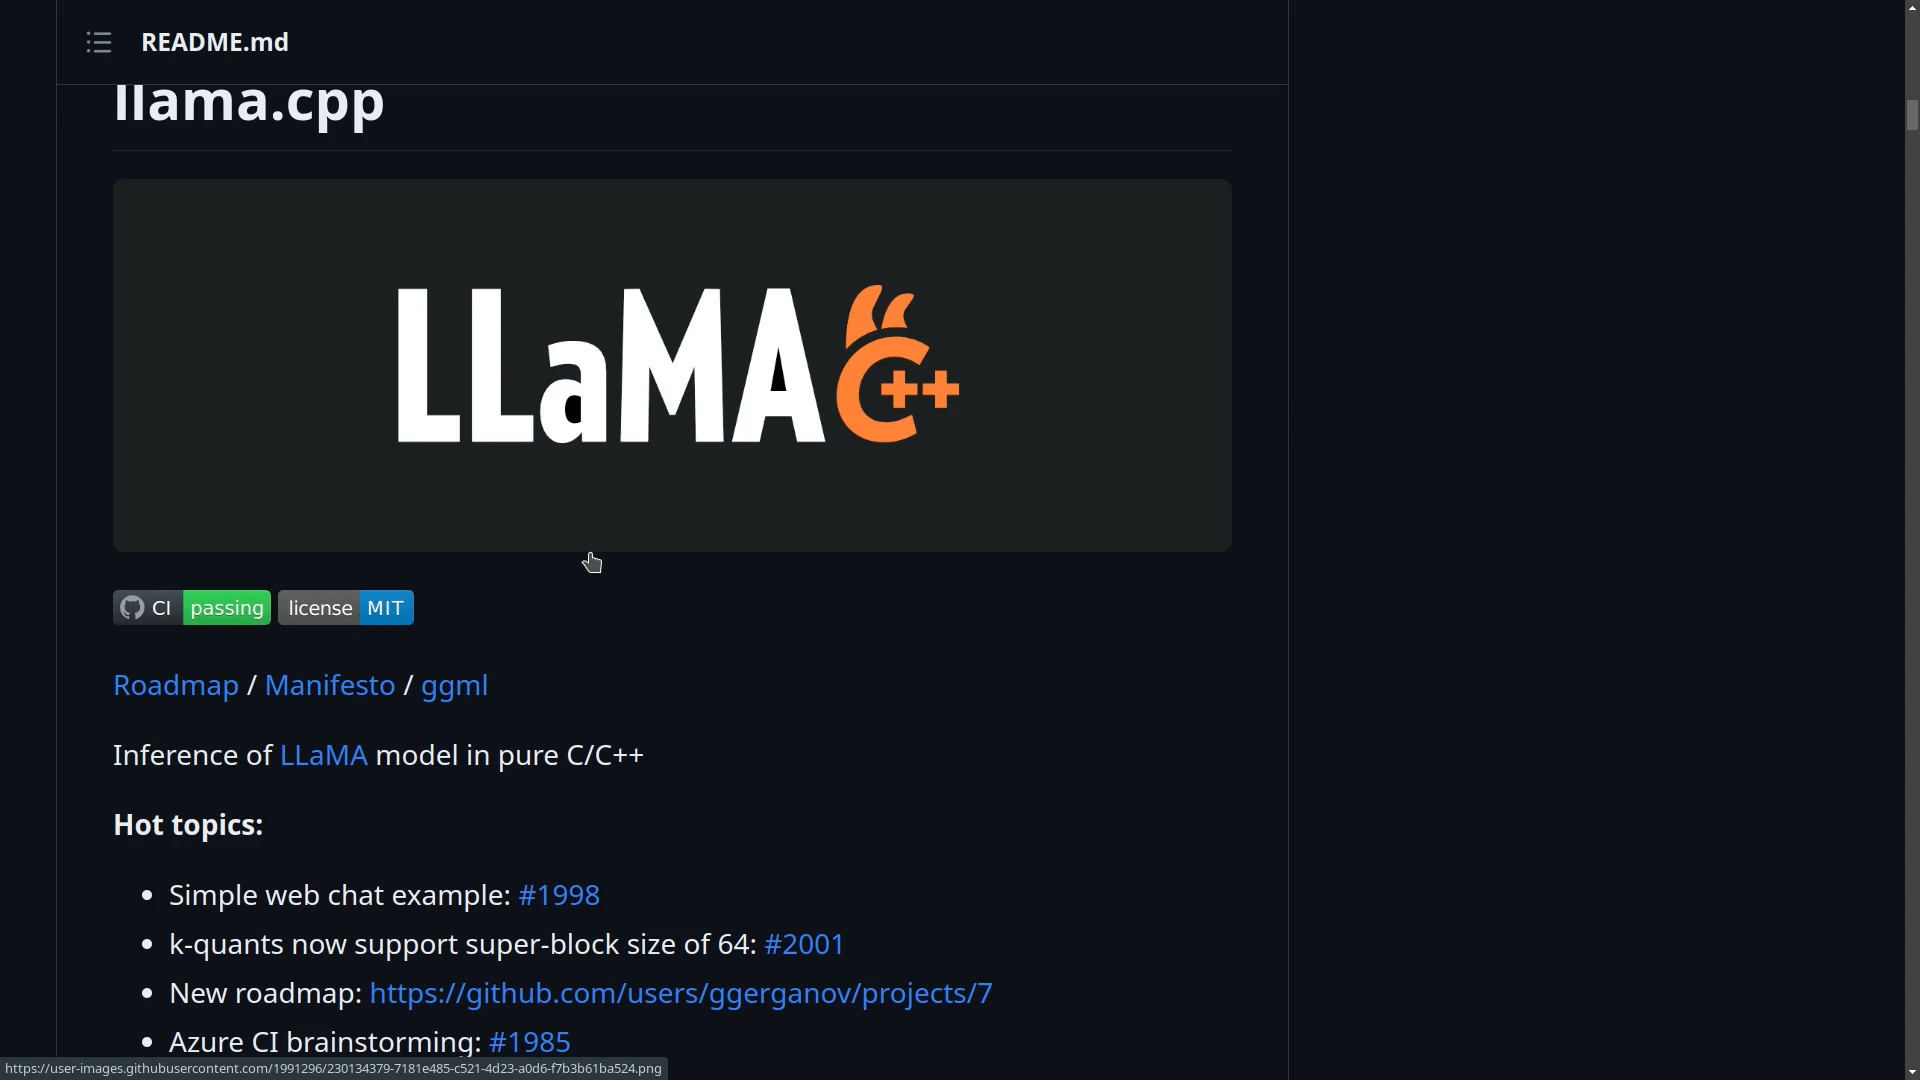 README.md
llama.cpp
LLaMA C++
CI passing license MIT
Roadmap / Manifesto / ggml
Inference of LLaMA model in pure C/C++
Hot topics:
• Simple web chat example: #1998
• k-quants now support super-block size of 64: #2001
• New roadmap: https://github.com/users/ggerganov/projects/7
• Azure CI brainstorming: #1985
https://user-images.githubusercontent.com/1991296/230134379-7181e485-c521-4d23-a0d6-f7b3b61ba524.png